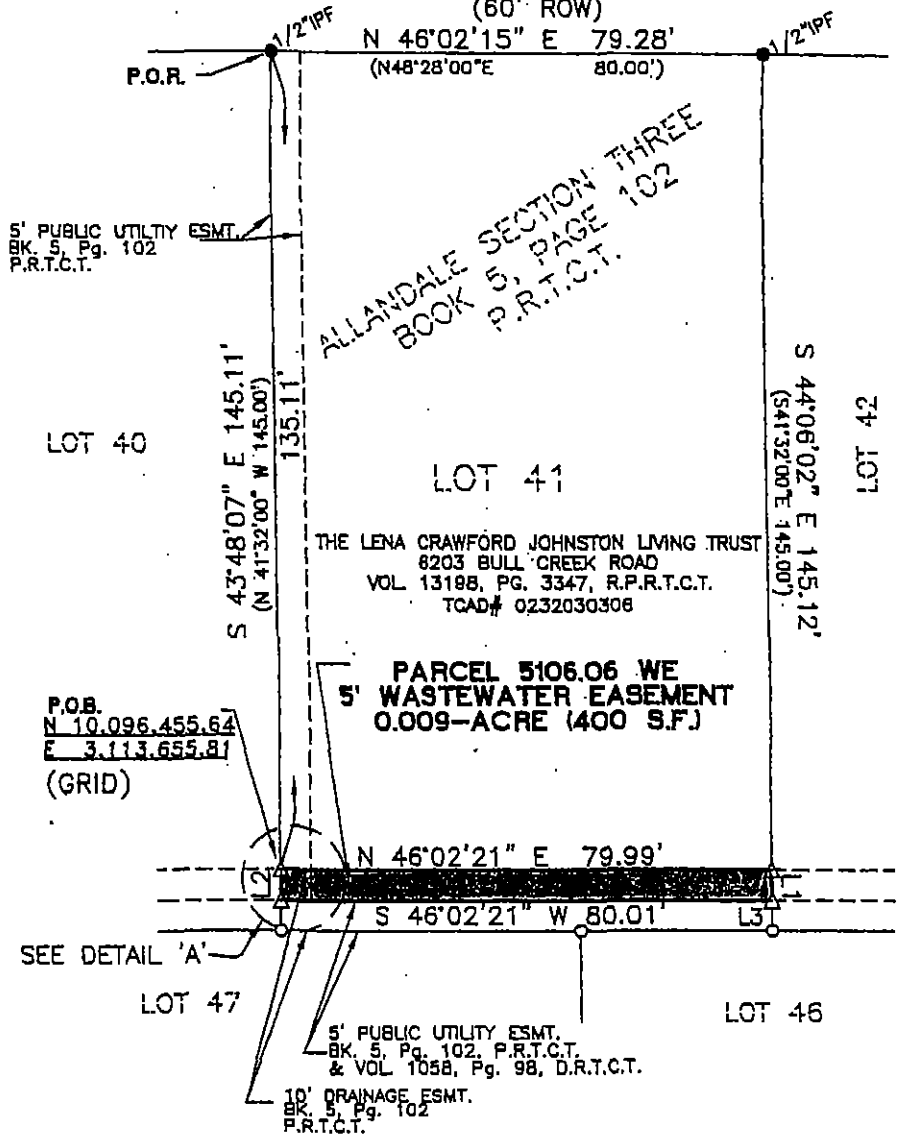 (60' ROW)
1/2"IPF
N 46°02'15" E 79.28'
1/2"IPF
P.O.R.
(N48°28'00"E 80.00')
ALLANDALE SECTION THREE
BOOK 5, PAGE 102
P.R.T.C.T.
5' PUBLIC UTILTIY ESMT.
BK. 5, Pg. 102
P.R.T.C.T.
S 43°48'07" E 145.11'
(N 41°32'00" W 145.00')
135.11'
S 44°06'02" E 145.12'
(S41°32'00"E 145.00')
LOT 40
LOT 41
LOT 42
THE LENA CRAWFORD JOHNSTON LIVING TRUST
6203 BULL CREEK ROAD
VOL 13198, PG. 3347, R.P.R.T.C.T.
TCAD# 0232030306
PARCEL 5106.06 WE
5' WASTEWATER EASEMENT
0.009-ACRE (400 S.F.)
P.O.B.
N 10,096,455.64
E 3,113,655.81
(GRID)
N 46°02'21" E 79.99'
L2
L1
S 46°02'21" W 80.01'
L3
SEE DETAIL 'A'
LOT 47
LOT 46
5' PUBLIC UTILITY ESMT.
BK. 5, Pg. 102, P.R.T.C.T.
& VOL 1058, Pg. 98, D.R.T.C.T.
10' DRAINAGE ESMT.
BK. 5, Pg. 102
P.R.T.C.T.